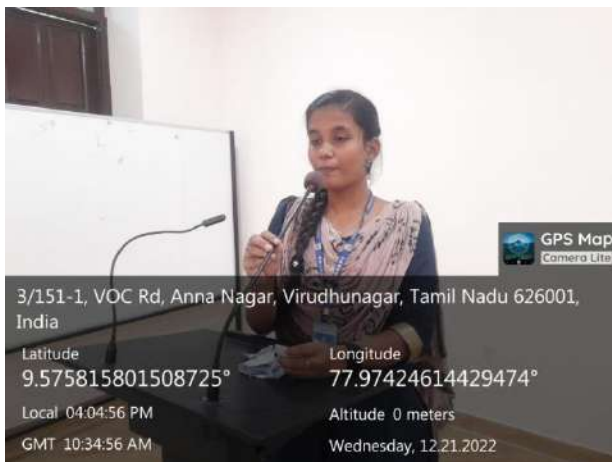 GPS Map
Camera Lite
3/151-1, VOC Rd, Anna Nagar, Virudhunagar, Tamil Nadu 626001,
India
Latitude
9.575815801508725°
Longitude
77.97424614429474°
Local 04:04:56 PM
Altitude 0 meters
GMT 10:34:56 AM
Wednesday, 12.21.2022